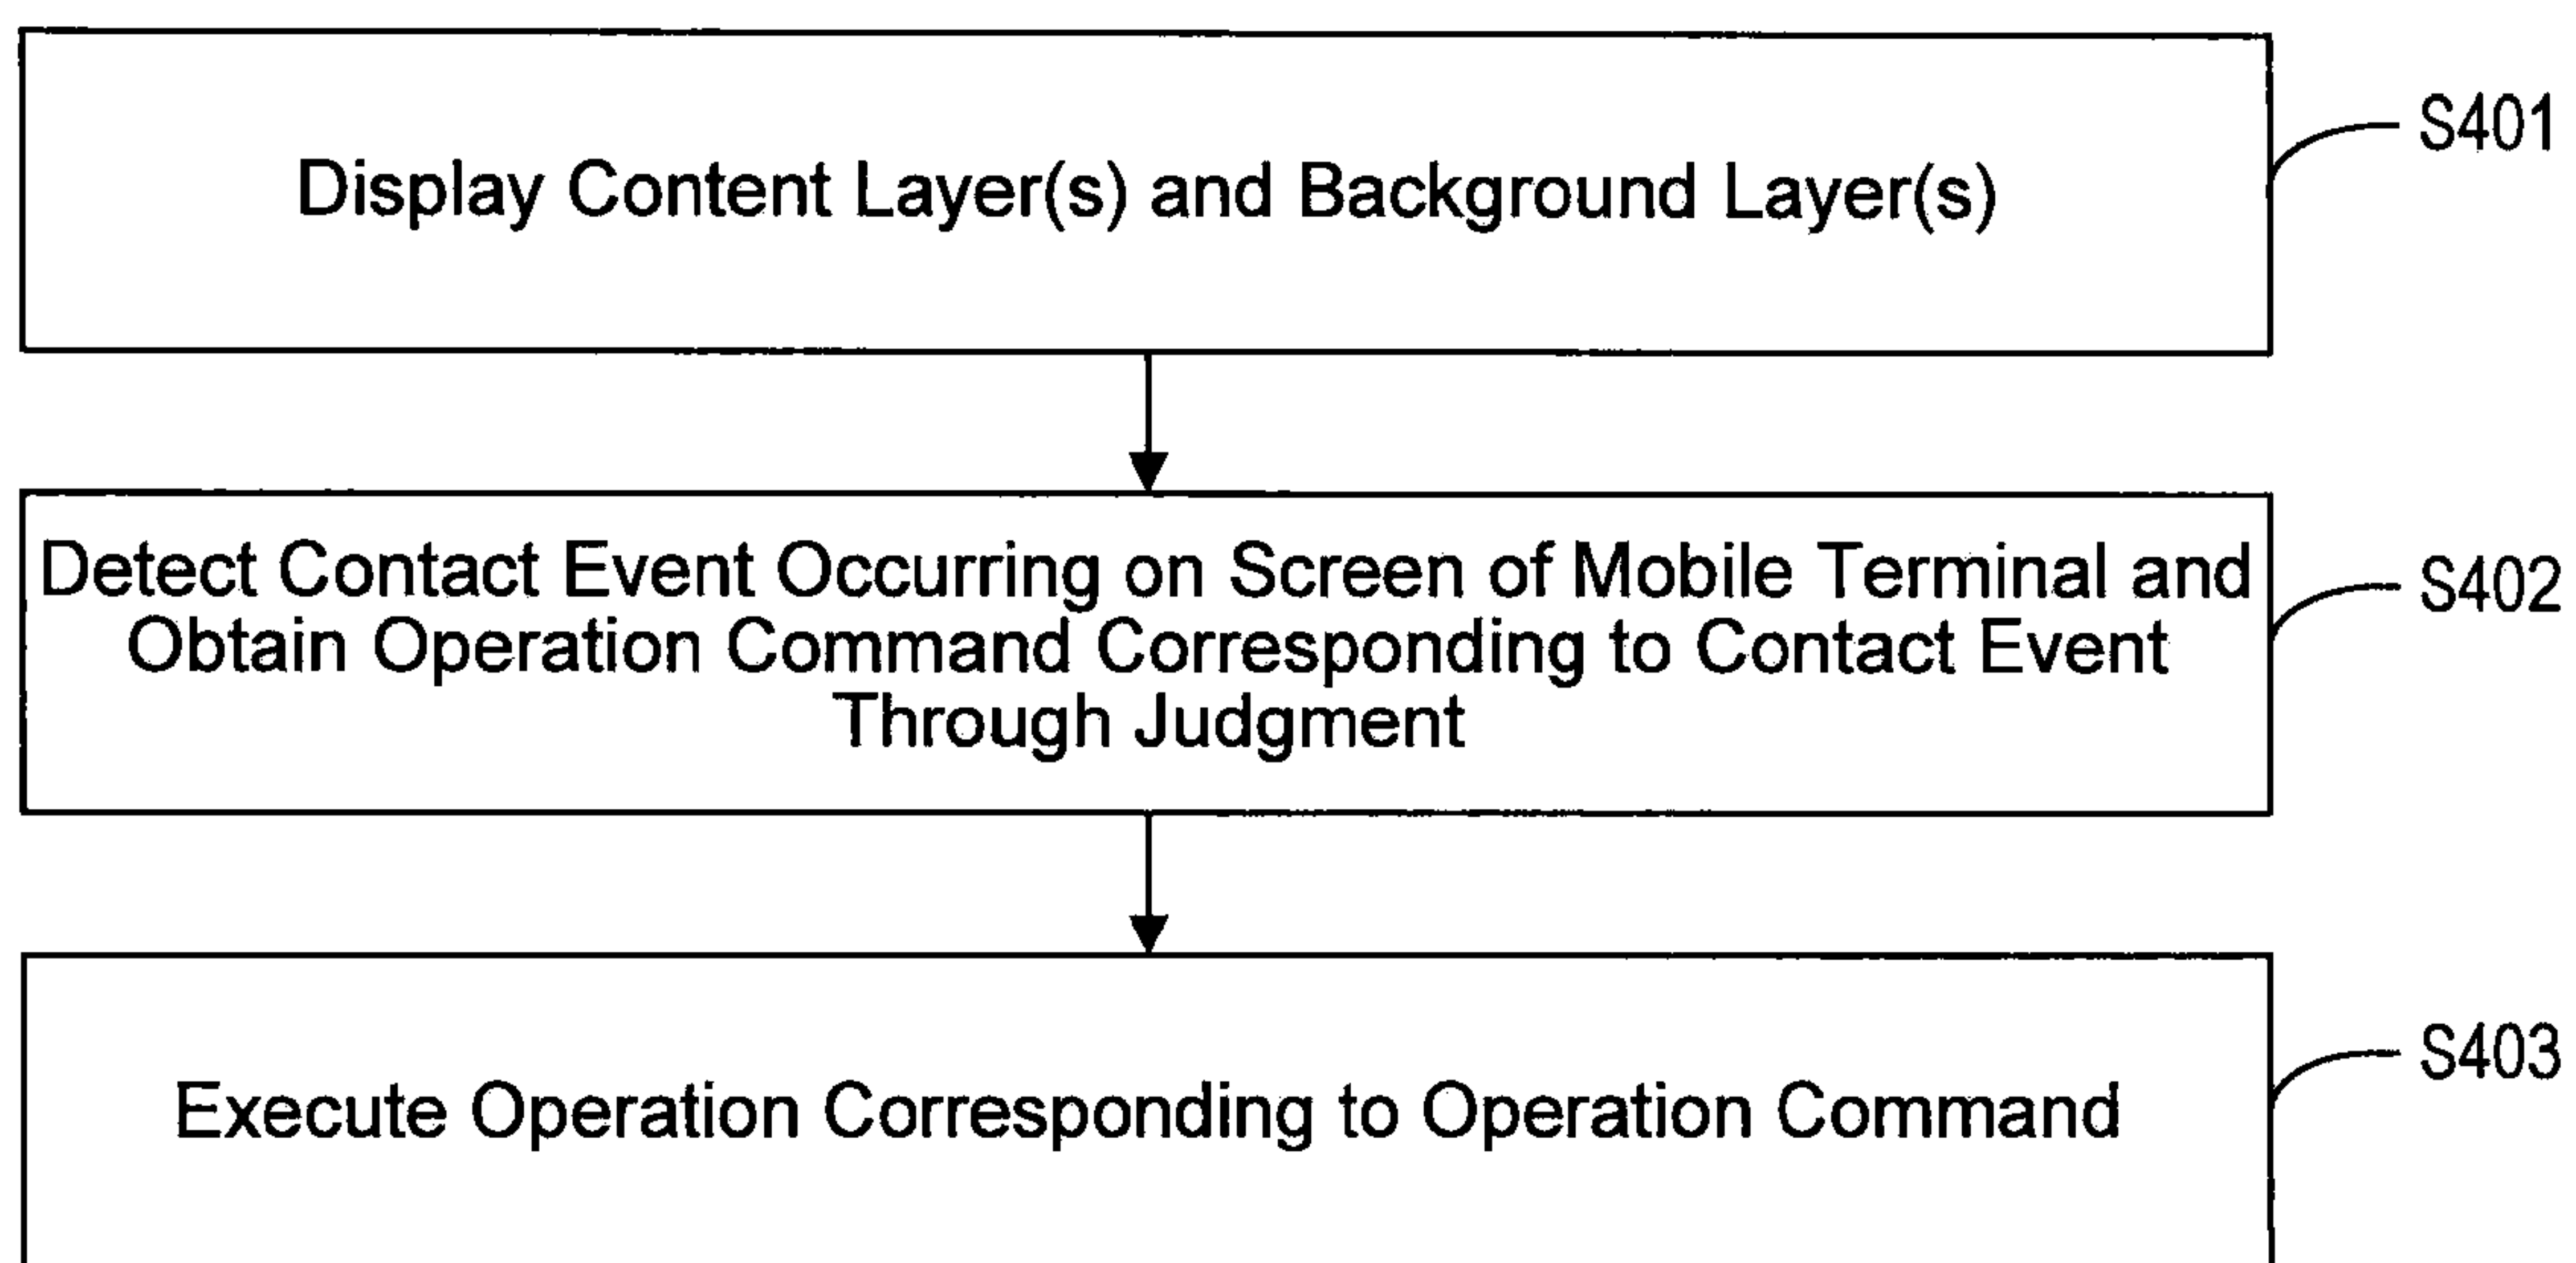 Display Content Layer(s) and Background Layer(s)
S401
Detect Contact Event Occurring on Screen of Mobile Terminal and
Obtain Operation Command Corresponding to Contact Event
Through Judgment
S402
Execute Operation Corresponding to Operation Command
S403